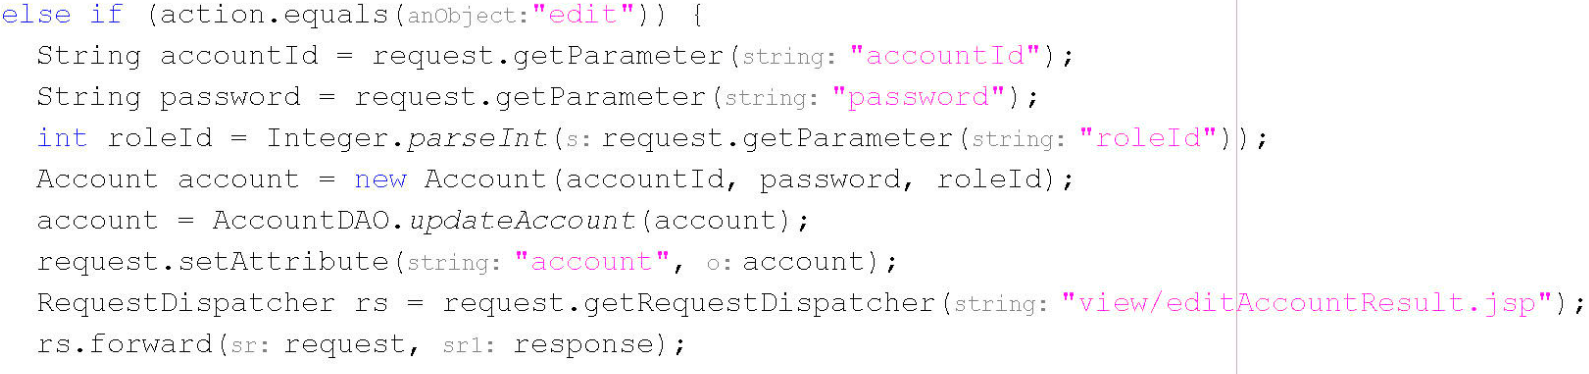 else if (action.equals(anObject:"edit")) {
String accountId = request.getParameter(string: "accountId");
String password = request.getParameter(string: "password");
int roleId = Integer.parseInt(s: request.getParameter(string: "roleId"));
Account account = new Account(accountId, password, roleId);
account = AccountDAO.updateAccount(account);
request.setAttribute(string: "account", o: account);
RequestDispatcher rs = request.getRequestDispatcher(string: "view/editAccountResult.jsp");
rs.forward(sr: request, sr1: response);